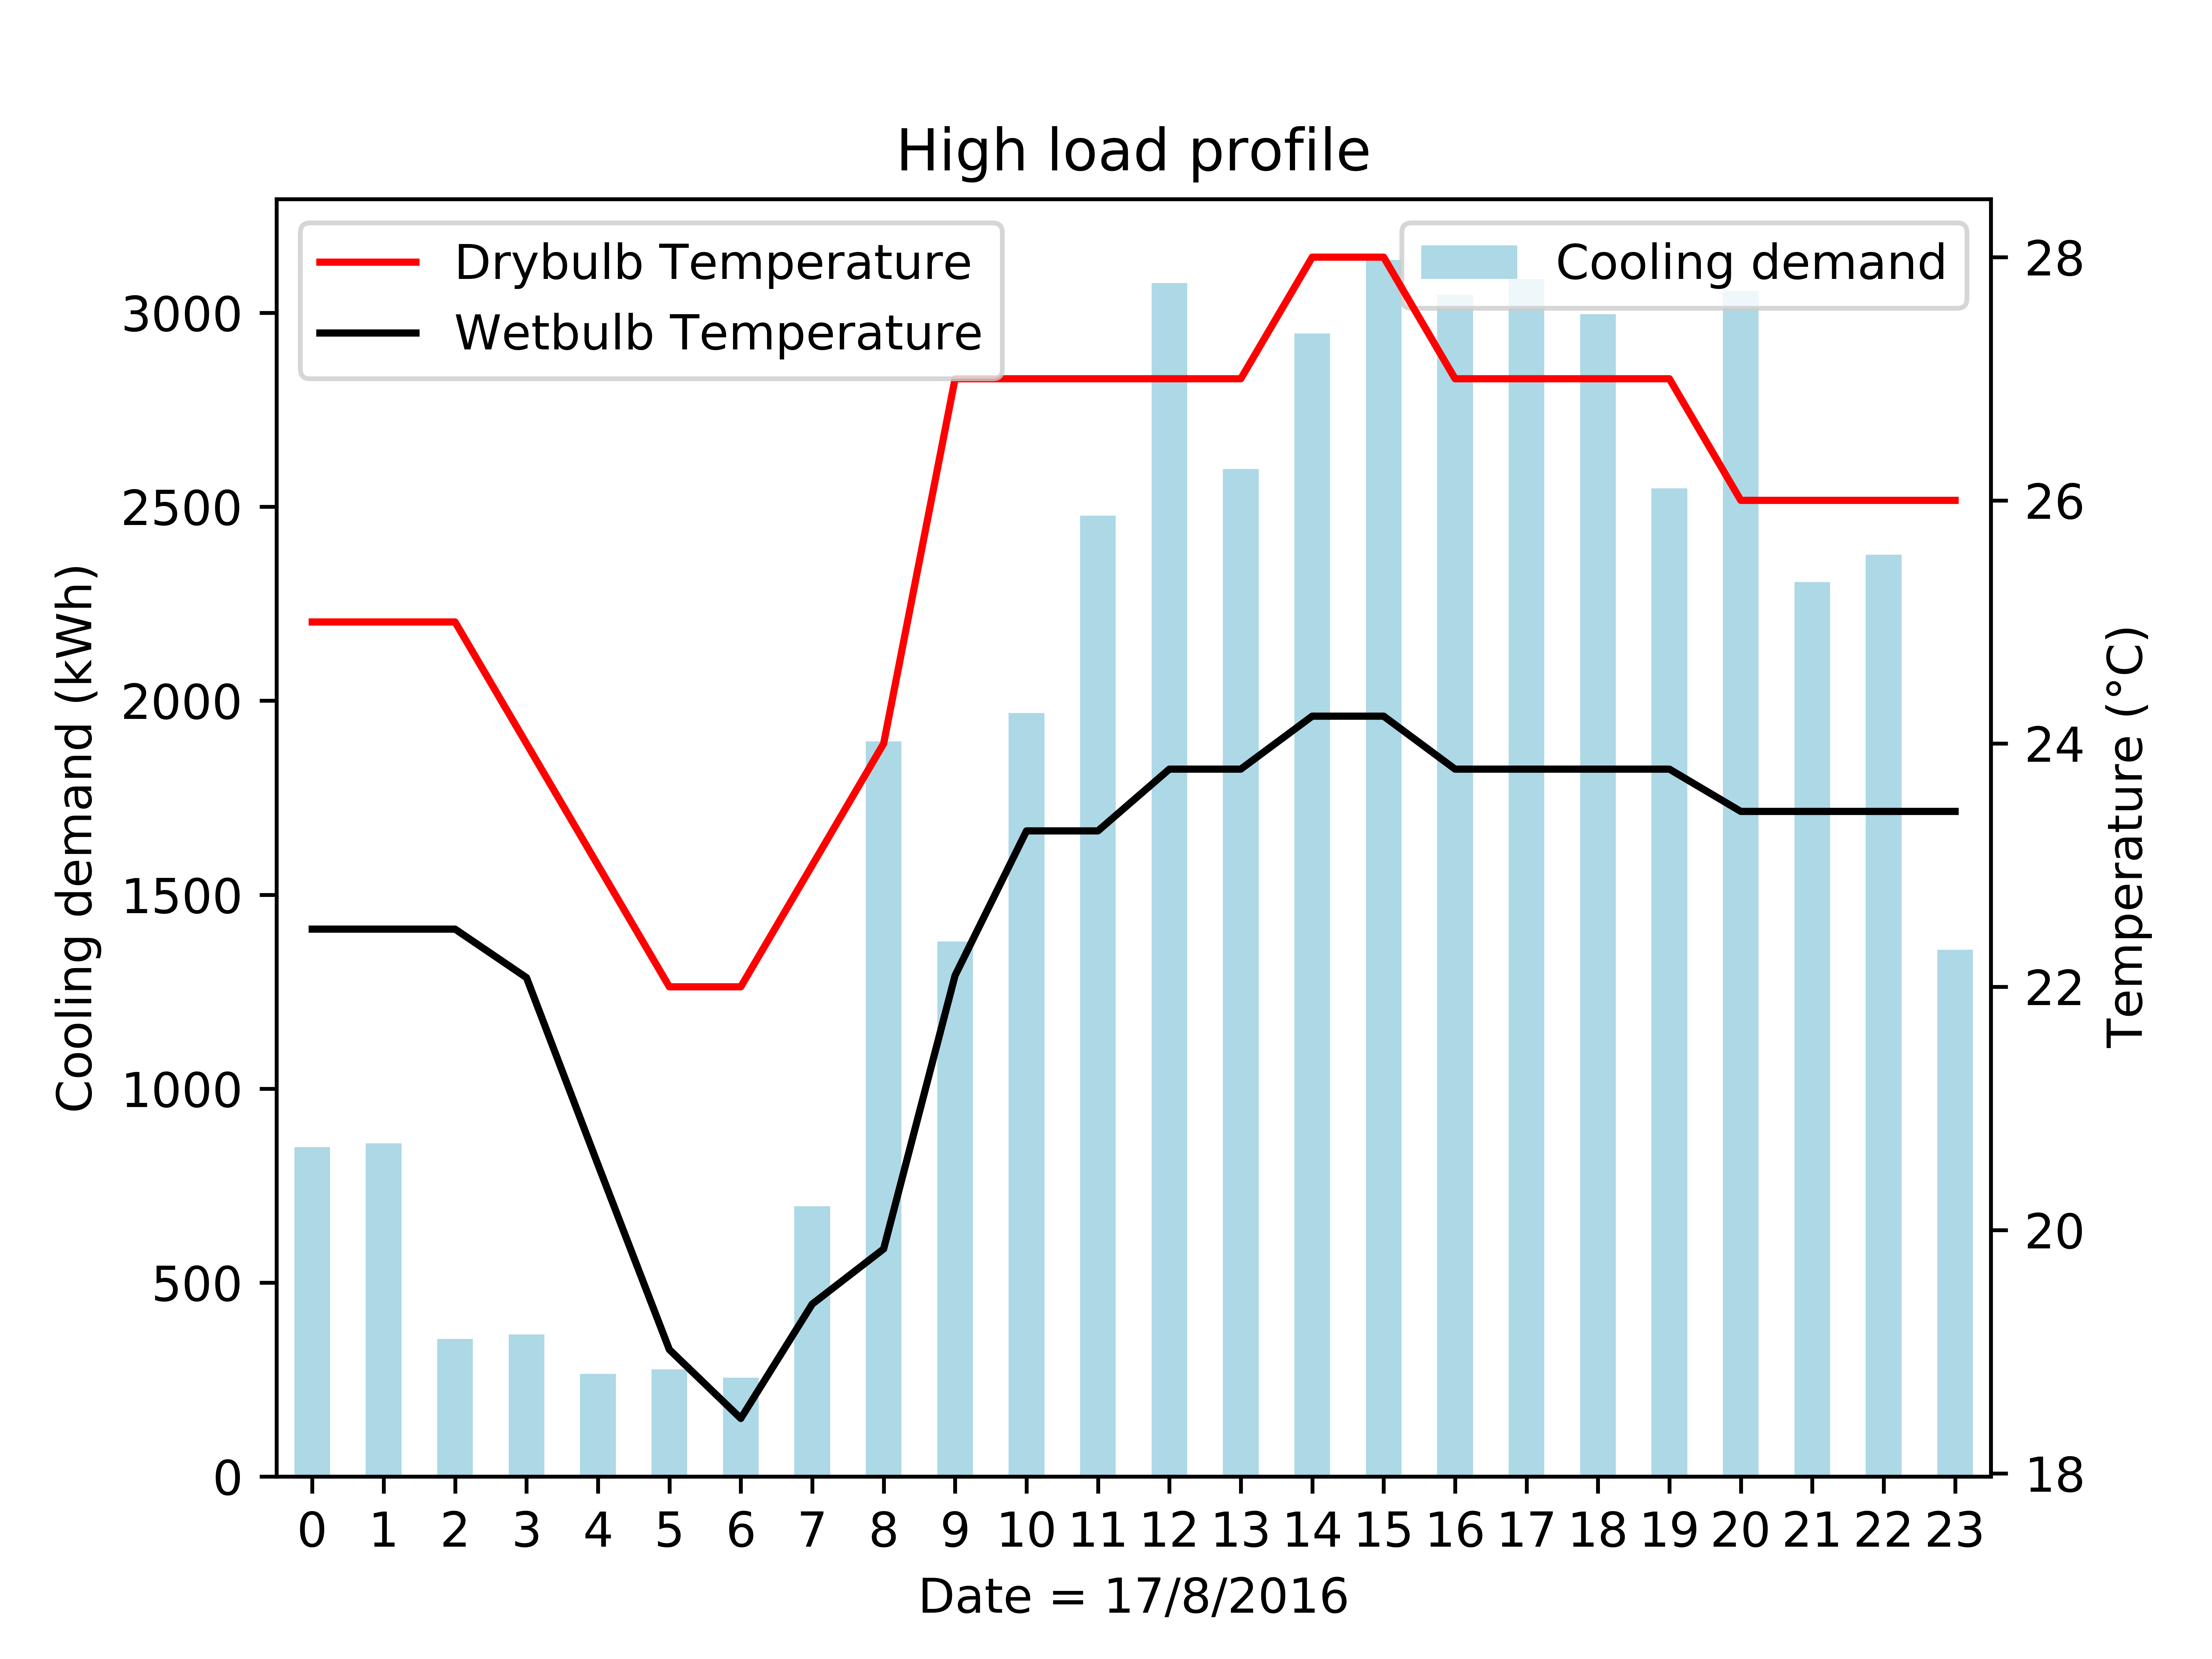 High load profile
Drybulb Temperature
Wetbulb Temperature
Cooling demand
Cooling demand (kWh)
3000
2500
2000
1500
1000
500
0
28
26
24
22
20
18
Temperature (°C)
0 1 2 3 4 5 6 7 8 9 10 11 12 13 14 15 16 17 18 19 20 21 22 23
Date = 17/8/2016